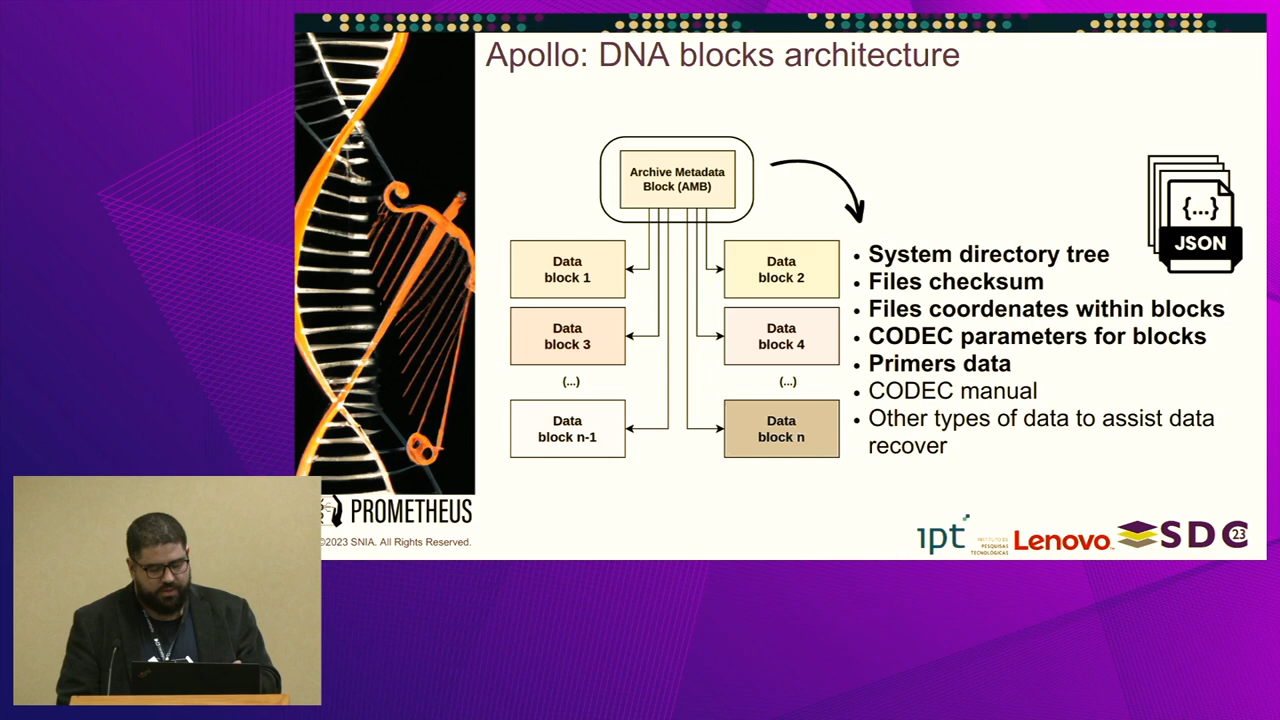 Apollo: DNA blocks architecture
Archive Metadata
Block (AMB)
Data
block 1
Data
block 2
Data
block 3
Data
block 4
(...)
(...)
Data
block n-1
Data
block n
{...}
JSON
• System directory tree
• Files checksum
• Files coordenates within blocks
• CODEC parameters for blocks
• Primers data
• CODEC manual
• Other types of data to assist data
recover
PROMETHEUS
©2023 SNIA. All Rights Reserved.
ipt
INSTITUTO DE
PESQUISAS
TECNOLÓGICAS
Lenovo
SDC
23